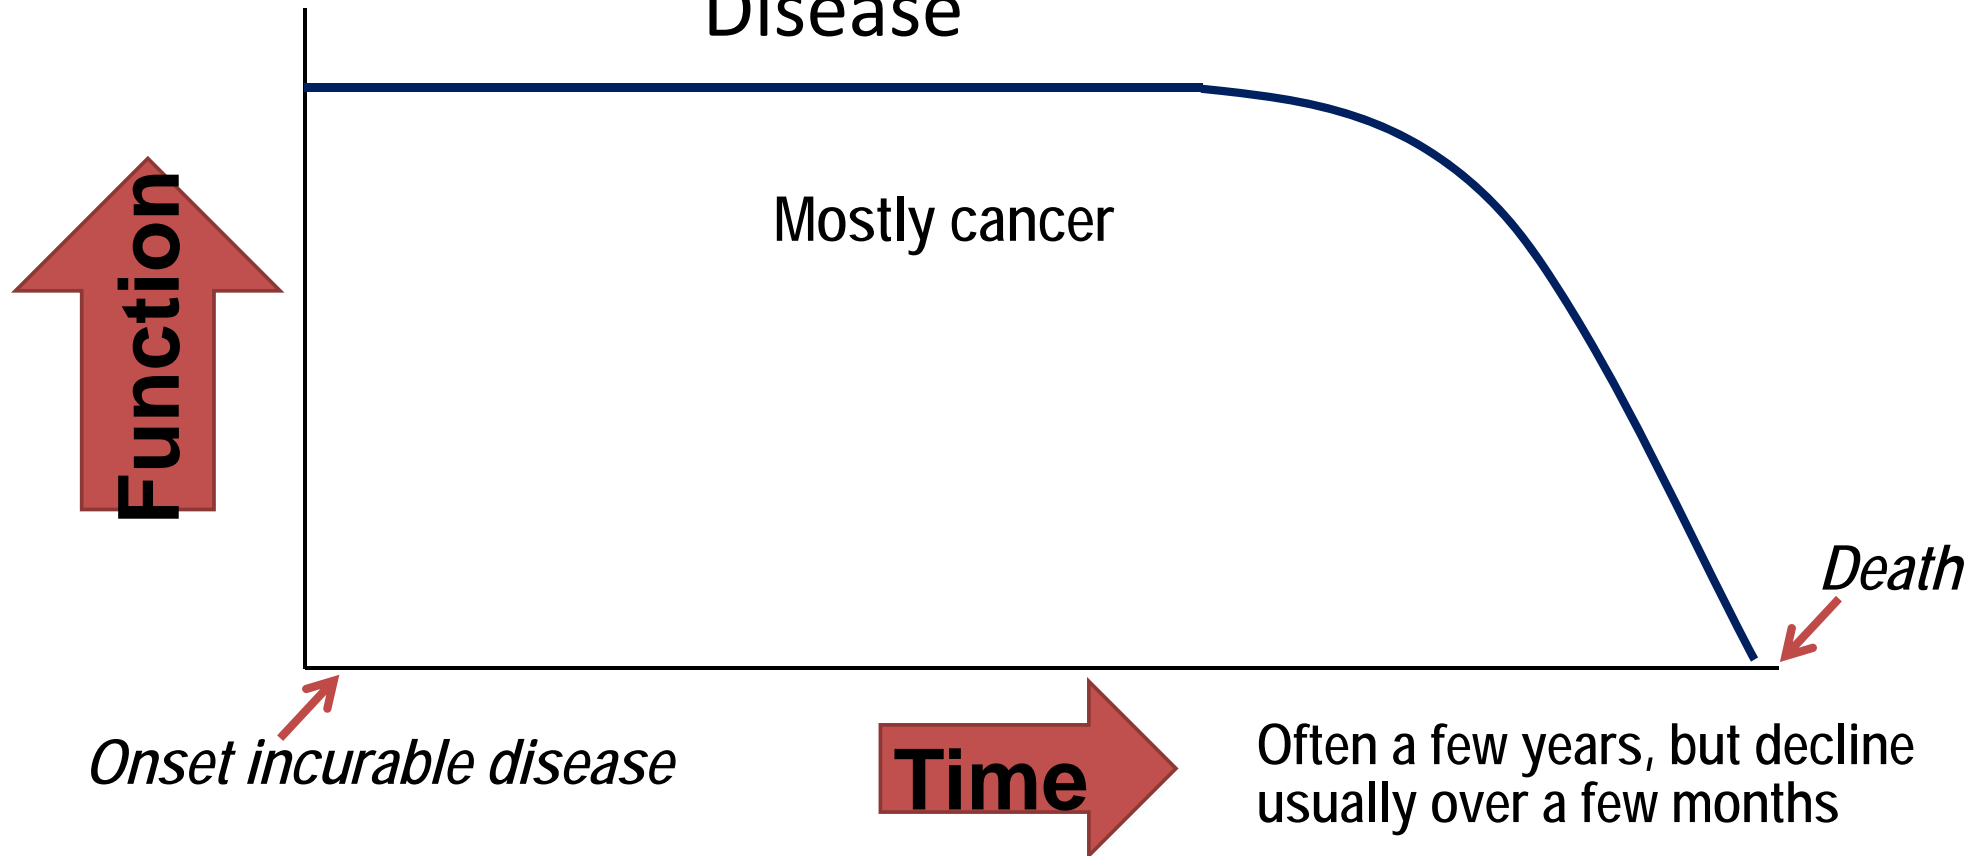 Disease
Function
Mostly cancer
Death
Onset incurable disease
Time
Often a few years, but decline
usually over a few months